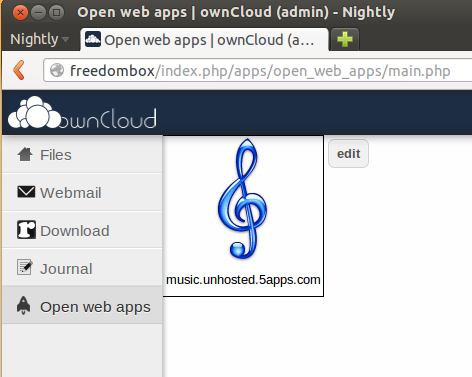 Open web apps | ownCloud (admin) - Nightly
Nightly
Open web apps | ownCloud (a...
freedombox/index.php/apps/open_web_apps/main.php
ownCloud
Files
edit
Webmail
Download
Journal
music.unhosted.5apps.com
Open web apps